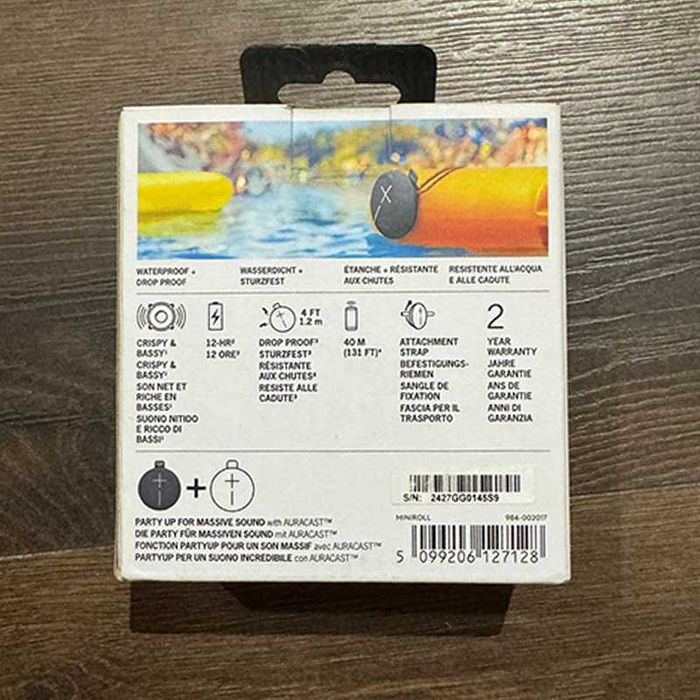 WATERPROOF +
DROP PROOF
WASSERDICHT +
STURZFEST
ÉTANCHE + RÉSISTANTE
AUX CHUTES
RESISTENTE ALL'ACQUA
E ALLE CADUTE
CRISPY &
BASSY¹
CRISPY &
BASSY¹
SON NET ET
RICHE EN
BASSES¹
SUONO NITIDO
E RICCO DI
BASSI¹
12-HR²
12 ORE²
4 FT
1.2 m
DROP PROOF³
STURZFEST³
RÉSISTANTE
AUX CHUTES³
RESISTE ALLE
CADUTE³
40 M
(131 FT)⁴
ATTACHMENT
STRAP
BEFESTIGUNGS-
RIEMEN
SANGLE DE
FIXATION
FASCIA PER IL
TRASPORTO
2
YEAR
WARRANTY
JAHRE
GARANTIE
ANS DE
GARANTIE
ANNI DI
GARANZIA
PARTY UP FOR MASSIVE SOUND with AURACAST™
DIE PARTY FÜR MASSIVEN SOUND mit AURACAST™
FONCTION PARTYUP POUR UN SON MASSIF avec AURACAST™
PARTYUP PER UN SUONO INCREDIBILE con AURACAST™
S/N: 2427GG0145S9
MINIROLL 984-002017
5 099206 127128